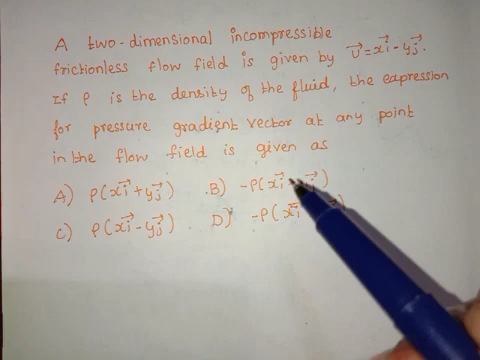 A two-dimensional incompressible
frictionless flow field is given by u⃗=xi⃗-yj⃗.
If ρ is the density of the fluid, the expression
for pressure gradient vector at any point
in the flow field is given as
A) ρ(xi⃗+yj⃗) B) -ρ(xi⃗ j⃗)
C) ρ(xi⃗-yj⃗) D) -ρ(xi⃗ )